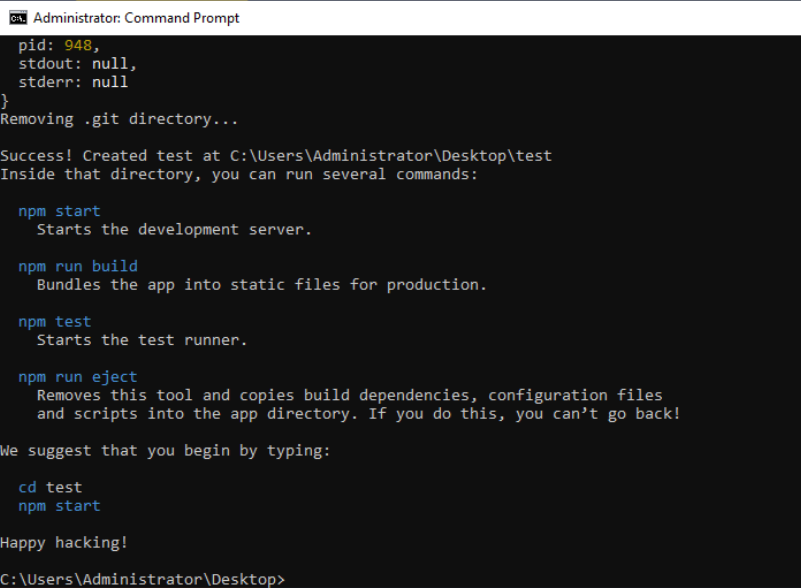 Administrator: Command Prompt
pid: 948,
stdout: null,
stderr: null
}
Removing .git directory...
Success! Created test at C:\Users\Administrator\Desktop\test
Inside that directory, you can run several commands:
npm start
Starts the development server.
npm run build
Bundles the app into static files for production.
npm test
Starts the test runner.
npm run eject
Removes this tool and copies build dependencies, configuration files
and scripts into the app directory. If you do this, you can’t go back!
We suggest that you begin by typing:
cd test
npm start
Happy hacking!
C:\Users\Administrator\Desktop>